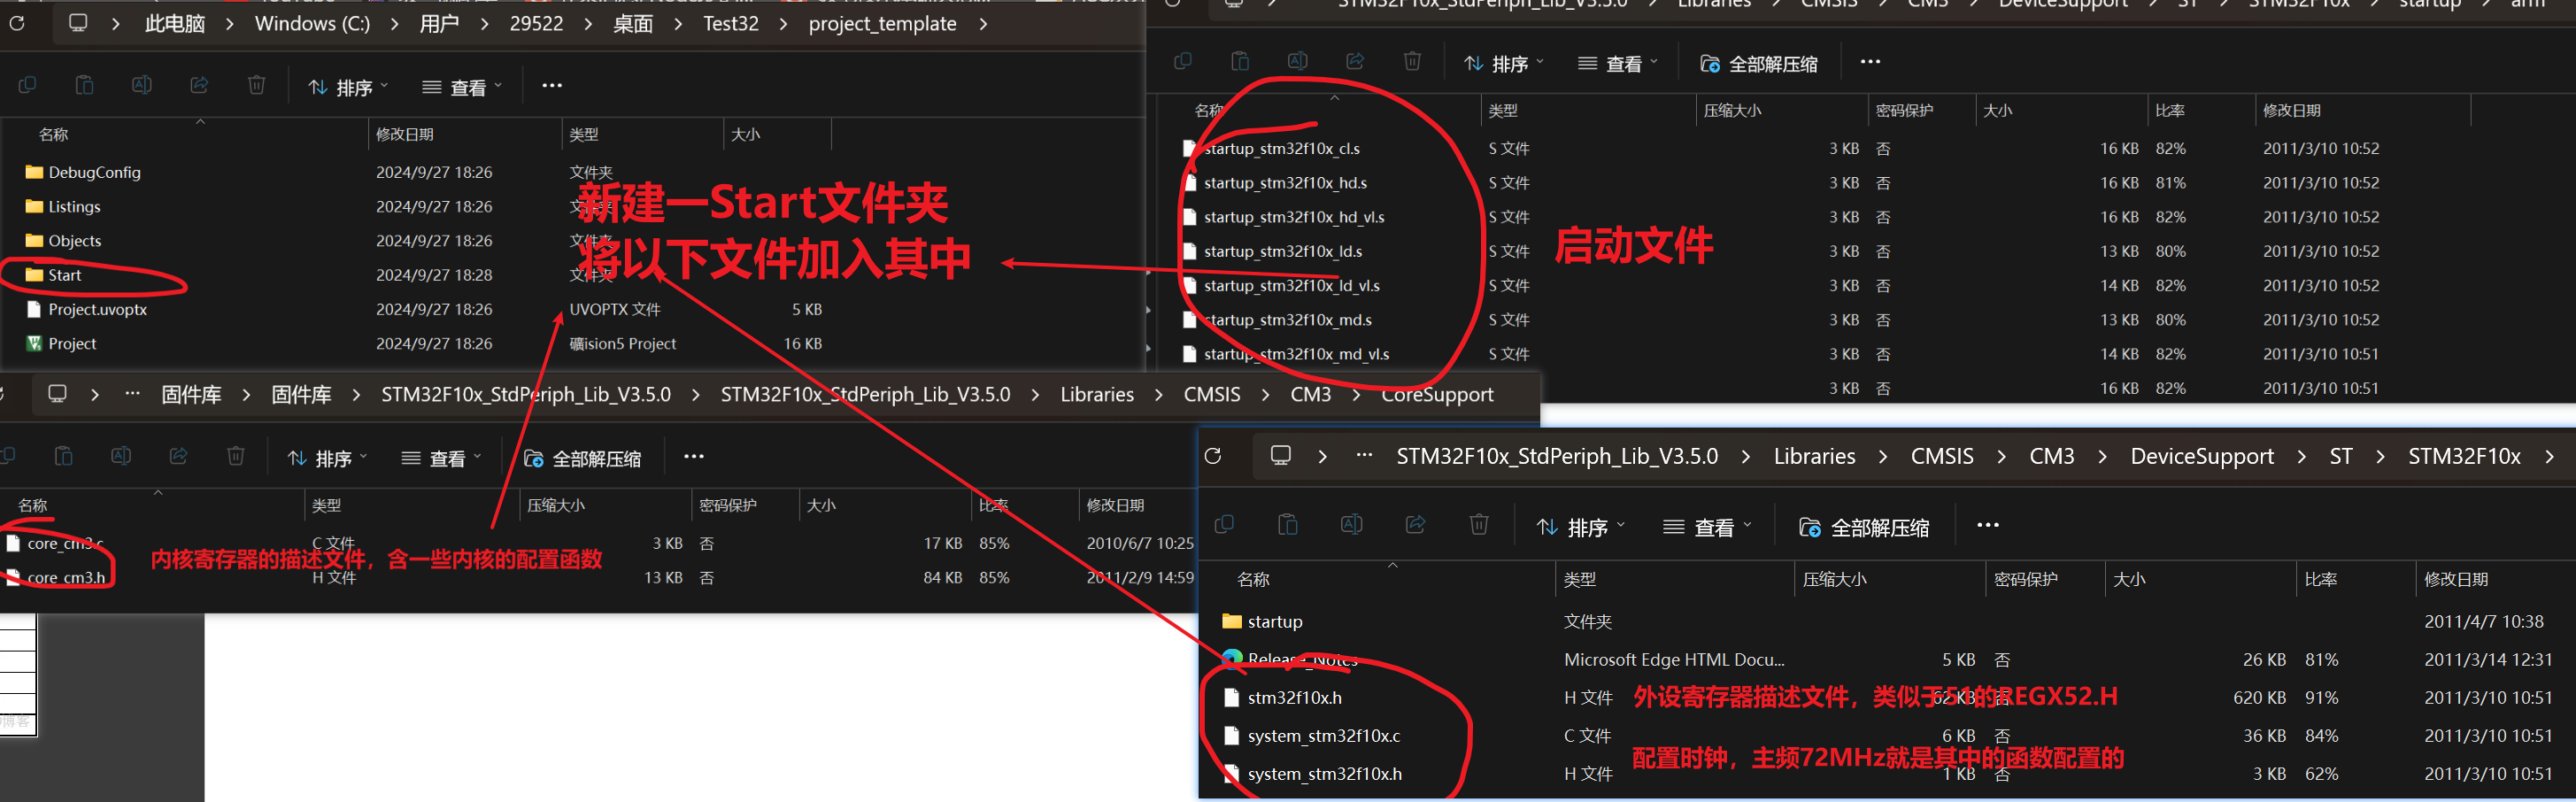 此电脑 > Windows (C:) > 用户 > 29522 > 桌面 > Test32 > project_template >
排序 查看 ...
名称 修改日期 类型 大小
DebugConfig 2024/9/27 18:26 文件夹
Listings 2024/9/27 18:26
Objects 2024/9/27 18:26 文件夹
Start 2024/9/27 18:28 文件夹
Project.uvoptx 2024/9/27 18:26 UVOPTX 文件 5 KB
Project 2024/9/27 18:26 礦ision5 Project 16 KB
新建一Start文件夹
将以下文件加入其中
STM32F10x_StdPeriph_Lib_V3.5.0 > Libraries > CMSIS > CM3 > DeviceSupport > ST > STM32F10x > startup > arm
排序 查看 全部解压缩 ...
名称 类型 压缩大小 密码保护 大小 比率 修改日期
startup_stm32f10x_cl.s S 文件 3 KB 否 16 KB 82% 2011/3/10 10:52
startup_stm32f10x_hd.s S 文件 3 KB 否 16 KB 81% 2011/3/10 10:52
startup_stm32f10x_hd_vl.s S 文件 3 KB 否 16 KB 82% 2011/3/10 10:52
startup_stm32f10x_ld.s S 文件 3 KB 否 13 KB 80% 2011/3/10 10:52
startup_stm32f10x_ld_vl.s S 文件 3 KB 否 14 KB 82% 2011/3/10 10:52
startup_stm32f10x_md.s S 文件 3 KB 否 13 KB 80% 2011/3/10 10:52
startup_stm32f10x_md_vl.s S 文件 3 KB 否 14 KB 82% 2011/3/10 10:51
3 KB 否 16 KB 82% 2011/3/10 10:51
启动文件
... 固件库 > 固件库 > STM32F10x_StdPeriph_Lib_V3.5.0 > STM32F10x_StdPeriph_Lib_V3.5.0 > Libraries > CMSIS > CM3 > CoreSupport
排序 查看 全部解压缩 ...
名称 类型 压缩大小 密码保护 大小 比率 修改日期
core_cm3.c C 文件 3 KB 否 17 KB 85% 2010/6/7 10:25
core_cm3.h H 文件 13 KB 否 84 KB 85% 2011/2/9 14:59
内核寄存器的描述文件，含一些内核的配置函数
... STM32F10x_StdPeriph_Lib_V3.5.0 > Libraries > CMSIS > CM3 > DeviceSupport > ST > STM32F10x >
排序 查看 全部解压缩 ...
名称 类型 压缩大小 密码保护 大小 比率 修改日期
startup 文件夹 2011/4/7 10:38
Release_Notes Microsoft Edge HTML Docu... 5 KB 否 26 KB 81% 2011/3/14 12:31
stm32f10x.h H 文件 62 KB 否 620 KB 91% 2011/3/10 10:51
system_stm32f10x.c C 文件 6 KB 否 36 KB 84% 2011/3/10 10:51
system_stm32f10x.h H 文件 1 KB 否 3 KB 62% 2011/3/10 10:51
外设寄存器描述文件，类似于51的REGX52.H
配置时钟，主频72MHz就是其中的函数配置的
博客